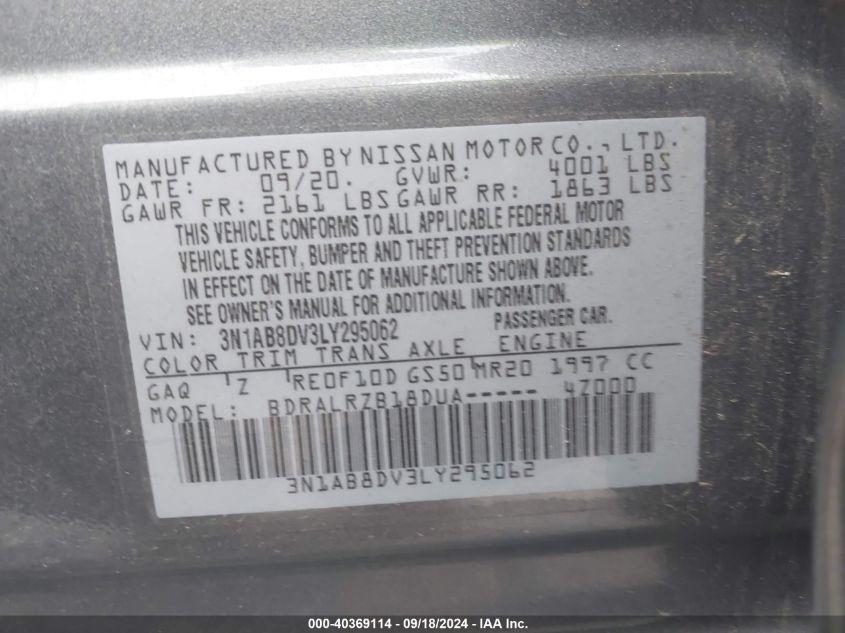 MANUFACTURED BY NISSAN MOTOR CO., LTD.
DATE: 09/20. GVWR: 4001 LBS
GAWR FR: 2161 LBS GAWR RR: 1863 LBS
THIS VEHICLE CONFORMS TO ALL APPLICABLE FEDERAL MOTOR
VEHICLE SAFETY, BUMPER AND THEFT PREVENTION STANDARDS
IN EFFECT ON THE DATE OF MANUFACTURE SHOWN ABOVE.
SEE OWNER'S MANUAL FOR ADDITIONAL INFORMATION.
VIN: 3N1AB8DV3LY295062 PASSENGER CAR.
COLOR TRIM TRANS AXLE ENGINE
GAQ Z RE0F10D GS50 MR20 1997 CC
MODEL: BDRALRZB18DUA----- 4Z000
3N1AB8DV3LY295062
000-40369114 - 09/18/2024 - IAA Inc.